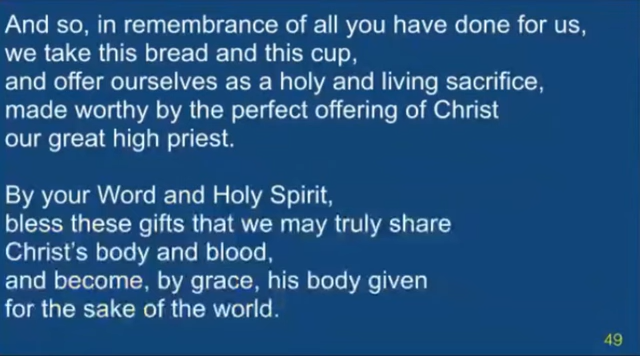 And so, in remembrance of all you have done for us,
we take this bread and this cup,
and offer ourselves as a holy and living sacrifice,
made worthy by the perfect offering of Christ
our great high priest.
By your Word and Holy Spirit,
bless these gifts that we may truly share
Christ's body and blood,
and become, by grace, his body given
for the sake of the world.
49